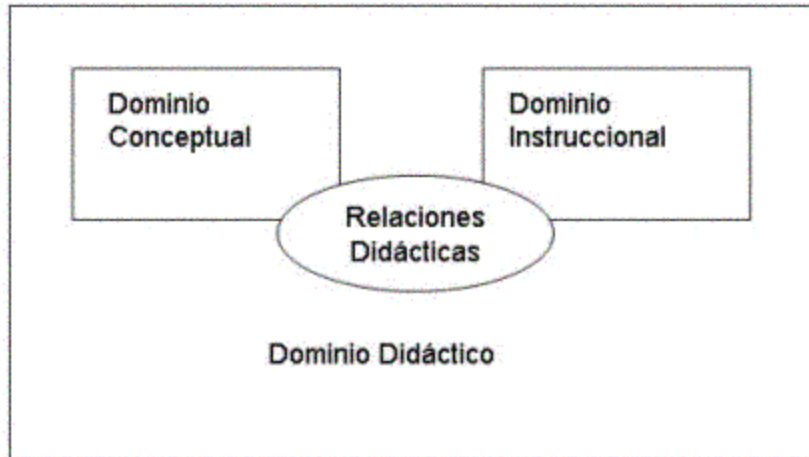 Dominio
Conceptual
Dominio
Instruccional
Relaciones
Didácticas
Dominio Didáctico